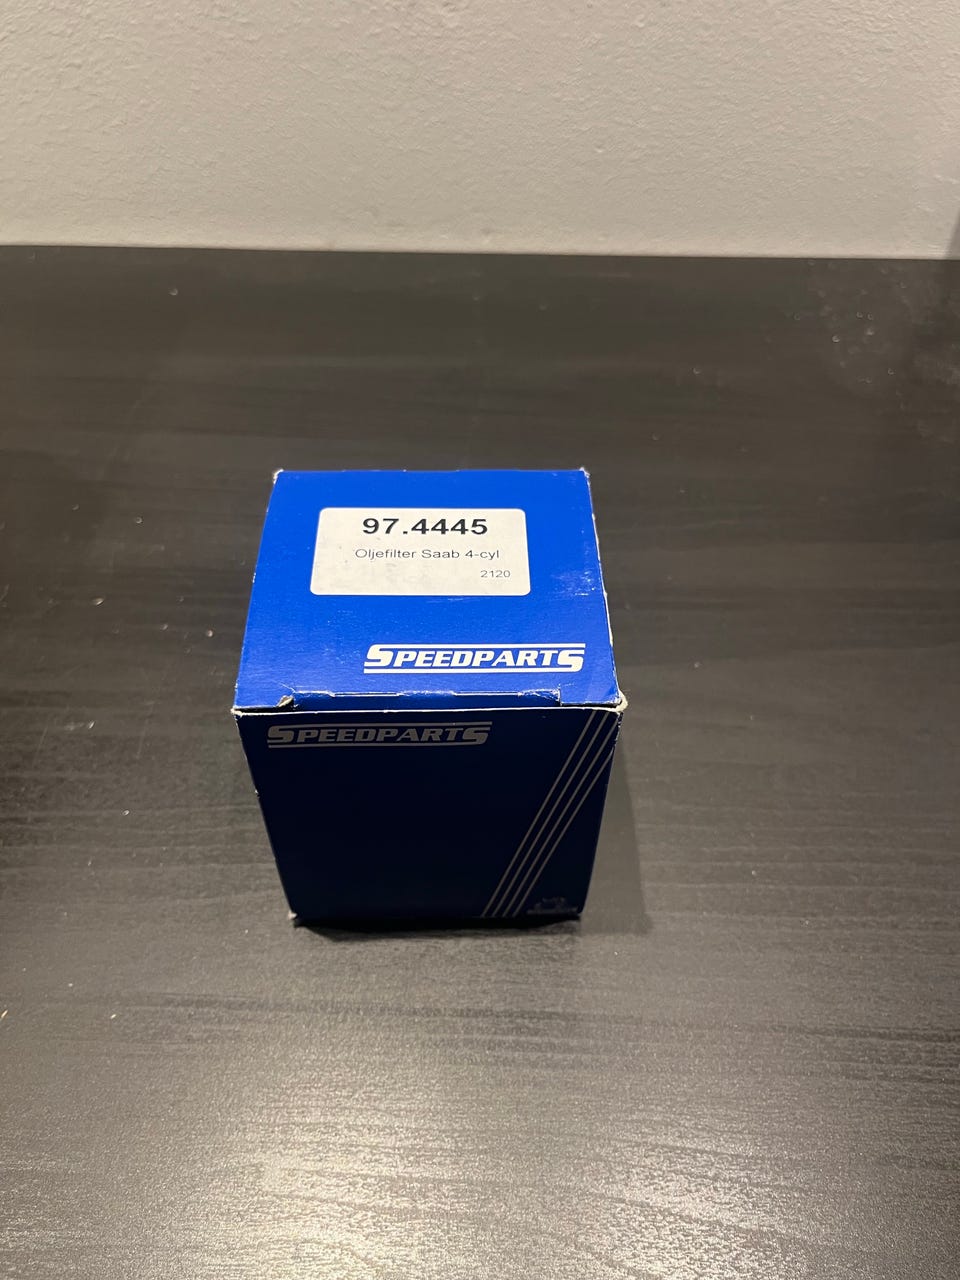 97.4445
Oljefilter Saab 4-cyl
2120
SPEEDPARTS
SPEEDPARTS